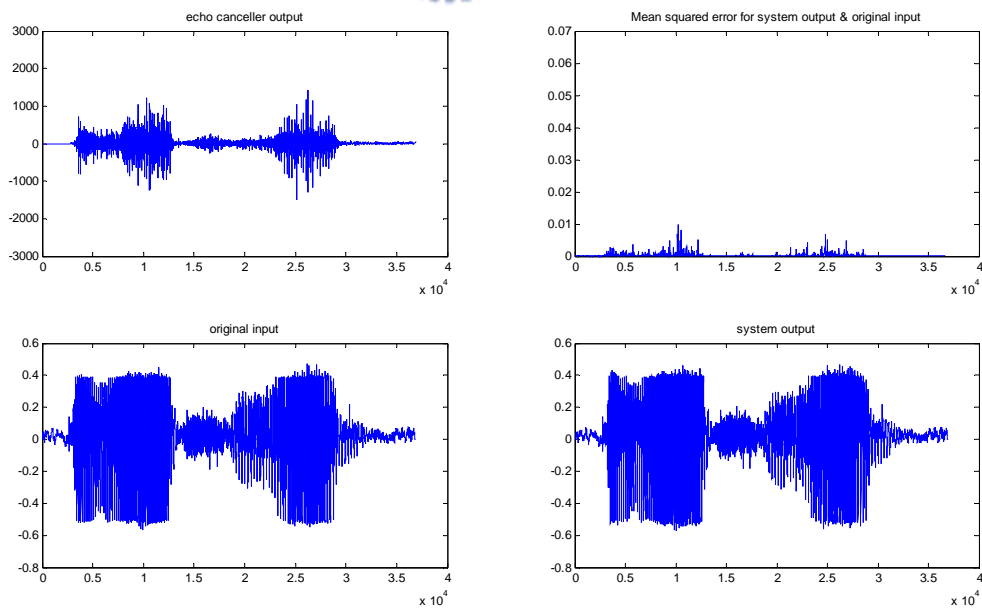 echo canceller output
3000
2000
1000
0
-1000
-2000
-3000
0 0.5 1 1.5 2 2.5 3 3.5 4
x 10^4
Mean squared error for system output & original input
0.07
0.06
0.05
0.04
0.03
0.02
0.01
0
0 0.5 1 1.5 2 2.5 3 3.5 4
x 10^4
original input
0.6
0.4
0.2
0
-0.2
-0.4
-0.6
-0.8
0 0.5 1 1.5 2 2.5 3 3.5 4
x 10^4
system output
0.6
0.4
0.2
0
-0.2
-0.4
-0.6
-0.8
0 0.5 1 1.5 2 2.5 3 3.5 4
x 10^4